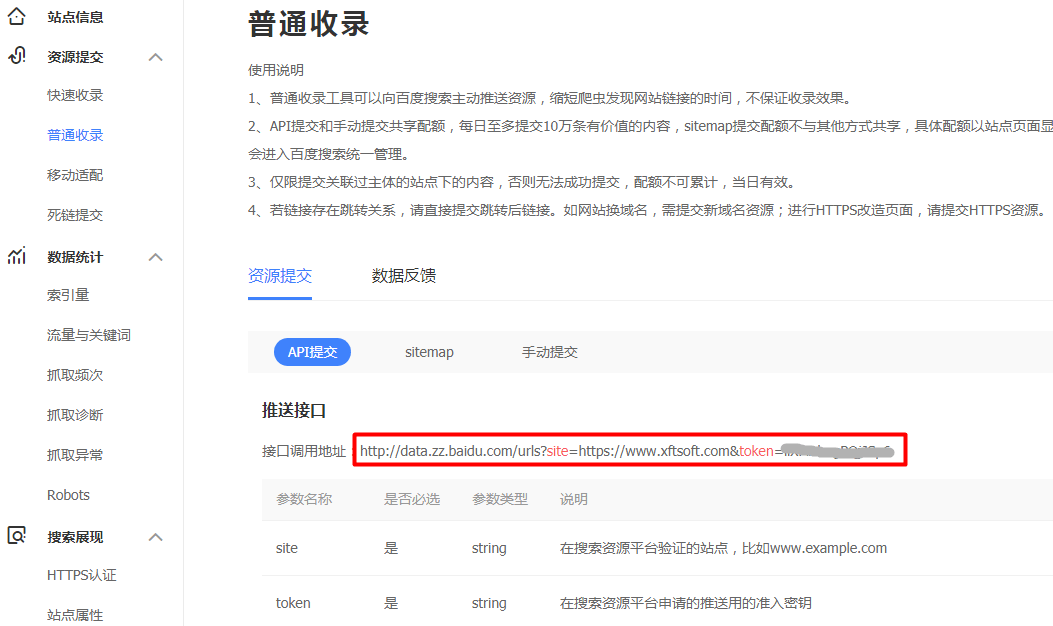 站点信息
资源提交
快速收录
普通收录
移动适配
死链提交
数据统计
索引量
流量与关键词
抓取频次
抓取诊断
抓取异常
Robots
搜索展现
HTTPS认证
站点属性
普通收录
使用说明
1、普通收录工具可以向百度搜索主动推送资源，缩短爬虫发现网站链接的时间，不保证收录效果。
2、API提交和手动提交共享配额，每日至多提交10万条有价值的内容，sitemap提交配额不与其他方式共享，具体配额以站点页面显
会进入百度搜索统一管理。
3、仅限提交关联过主体的站点下的内容，否则无法成功提交，配额不可累计，当日有效。
4、若链接存在跳转关系，请直接提交跳转后链接。如网站换域名，需提交新域名资源；进行HTTPS改造页面，请提交HTTPS资源。
资源提交 数据反馈
API提交 sitemap 手动提交
推送接口
接口调用地址：http://data.zz.baidu.com/urls?site=https://www.xftsoft.com&token=
参数名称 是否必选 参数类型 说明
site 是 string 在搜索资源平台验证的站点，比如www.example.com
token 是 string 在搜索资源平台申请的推送用的准入密钥